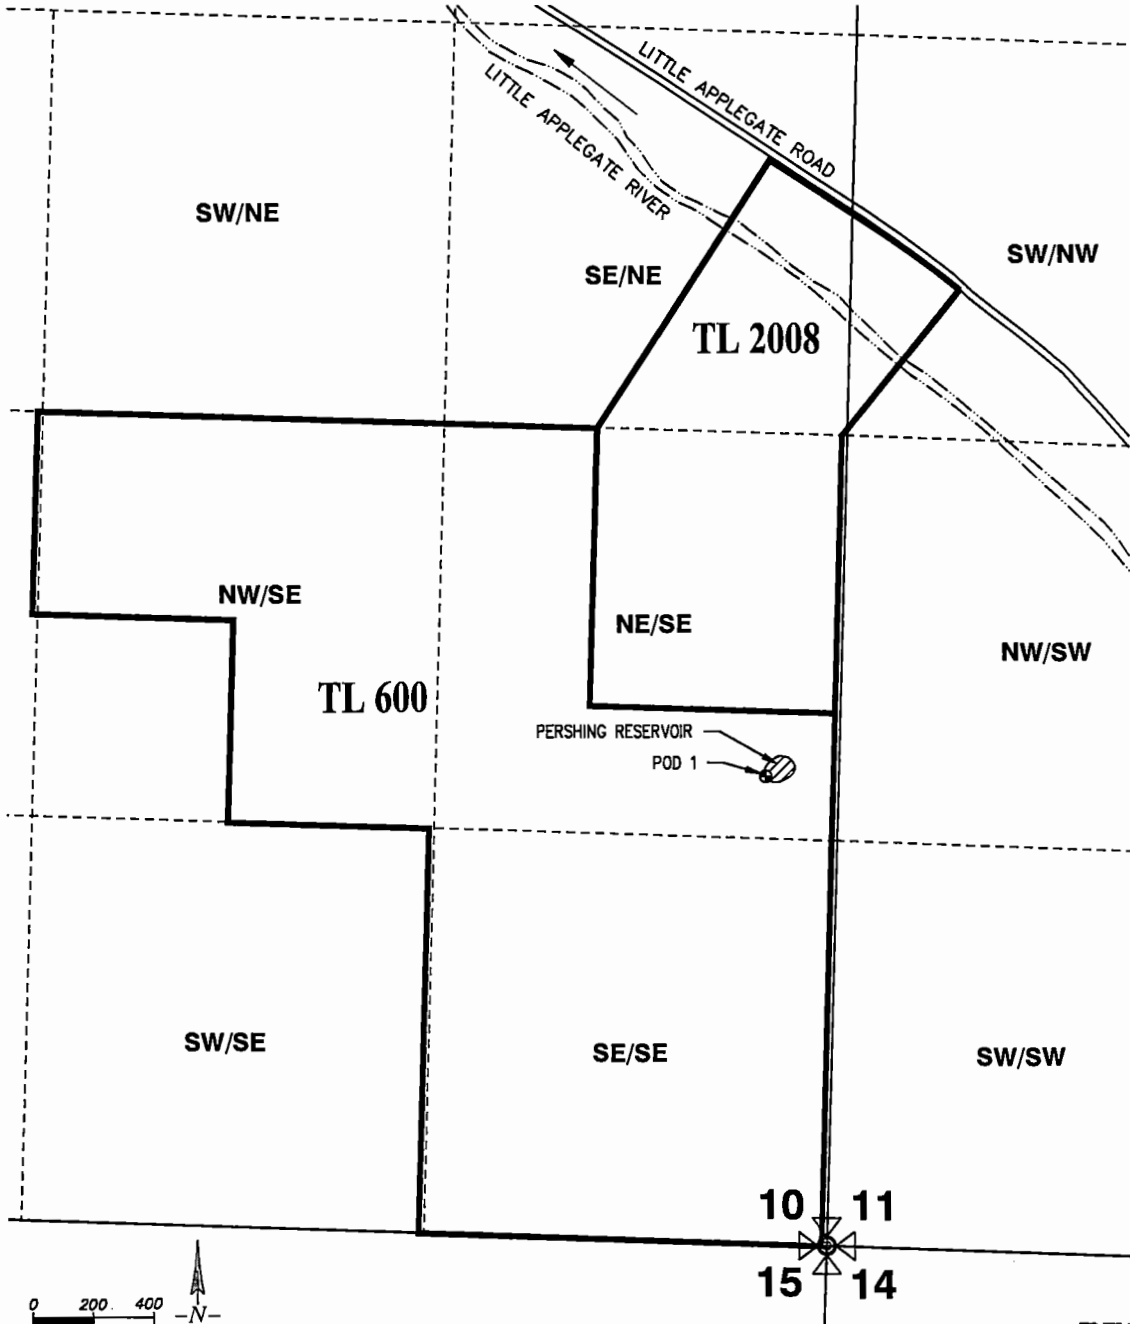 LITTLE APPLEGATE ROAD
LITTLE APPLEGATE RIVER
SW/NE
SE/NE
SW/NW
TL 2008
NW/SE
NE/SE
NW/SW
TL 600
PERSHING RESERVOIR
POD 1
SW/SE
SE/SE
SW/SW
10 11
15 14
0 200 400
-N-